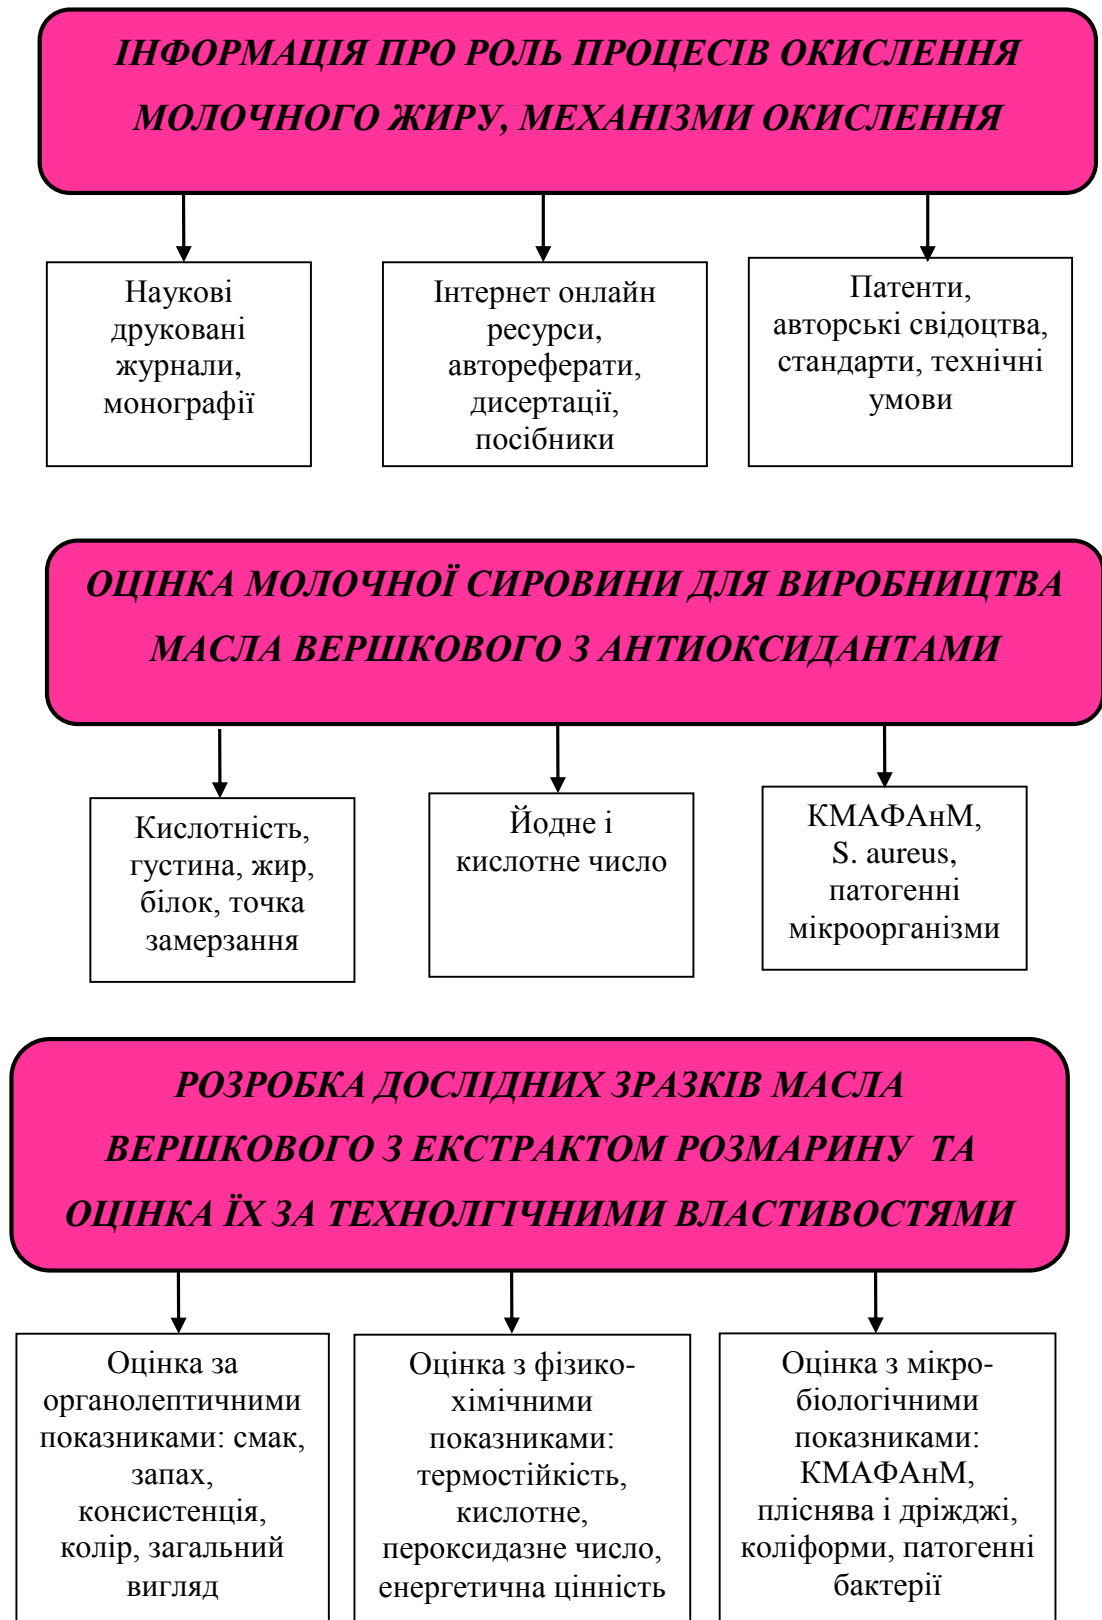 ІНФОРМАЦІЯ ПРО РОЛЬ ПРОЦЕСІВ ОКИСЛЕННЯ
МОЛОЧНОГО ЖИРУ, МЕХАНІЗМИ ОКИСЛЕННЯ
Наукові
друковані
журнали,
монографії
Інтернет онлайн
ресурси,
автореферати,
дисертації,
посібники
Патенти,
авторські свідоцтва,
стандарти, технічні
умови
ОЦІНКА МОЛОЧНОЇ СИРОВИНИ ДЛЯ ВИРОБНИЦТВА
МАСЛА ВЕРШКОВОГО З АНТИОКСИДАНТАМИ
Кислотність,
густина, жир,
білок, точка
замерзання
Йодне і
кислотне число
КМАФАнМ,
S. aureus,
патогенні
мікроорганізми
РОЗРОБКА ДОСЛІДНИХ ЗРАЗКІВ МАСЛА
ВЕРШКОВОГО З ЕКСТРАКТОМ РОЗМАРИНУ ТА
ОЦІНКА ЇХ ЗА ТЕХНОЛГІЧНИМИ ВЛАСТИВОСТЯМИ
Оцінка за
органолептичними
показниками: смак,
запах,
консистенція,
колір, загальний
вигляд
Оцінка з фізико-
хімічними
показниками:
термостійкість,
кислотне,
пероксидазне число,
енергетична цінність
Оцінка з мікро-
біологічними
показниками:
КМАФАнМ,
пліснява і дріжджі,
коліформи, патогенні
бактерії